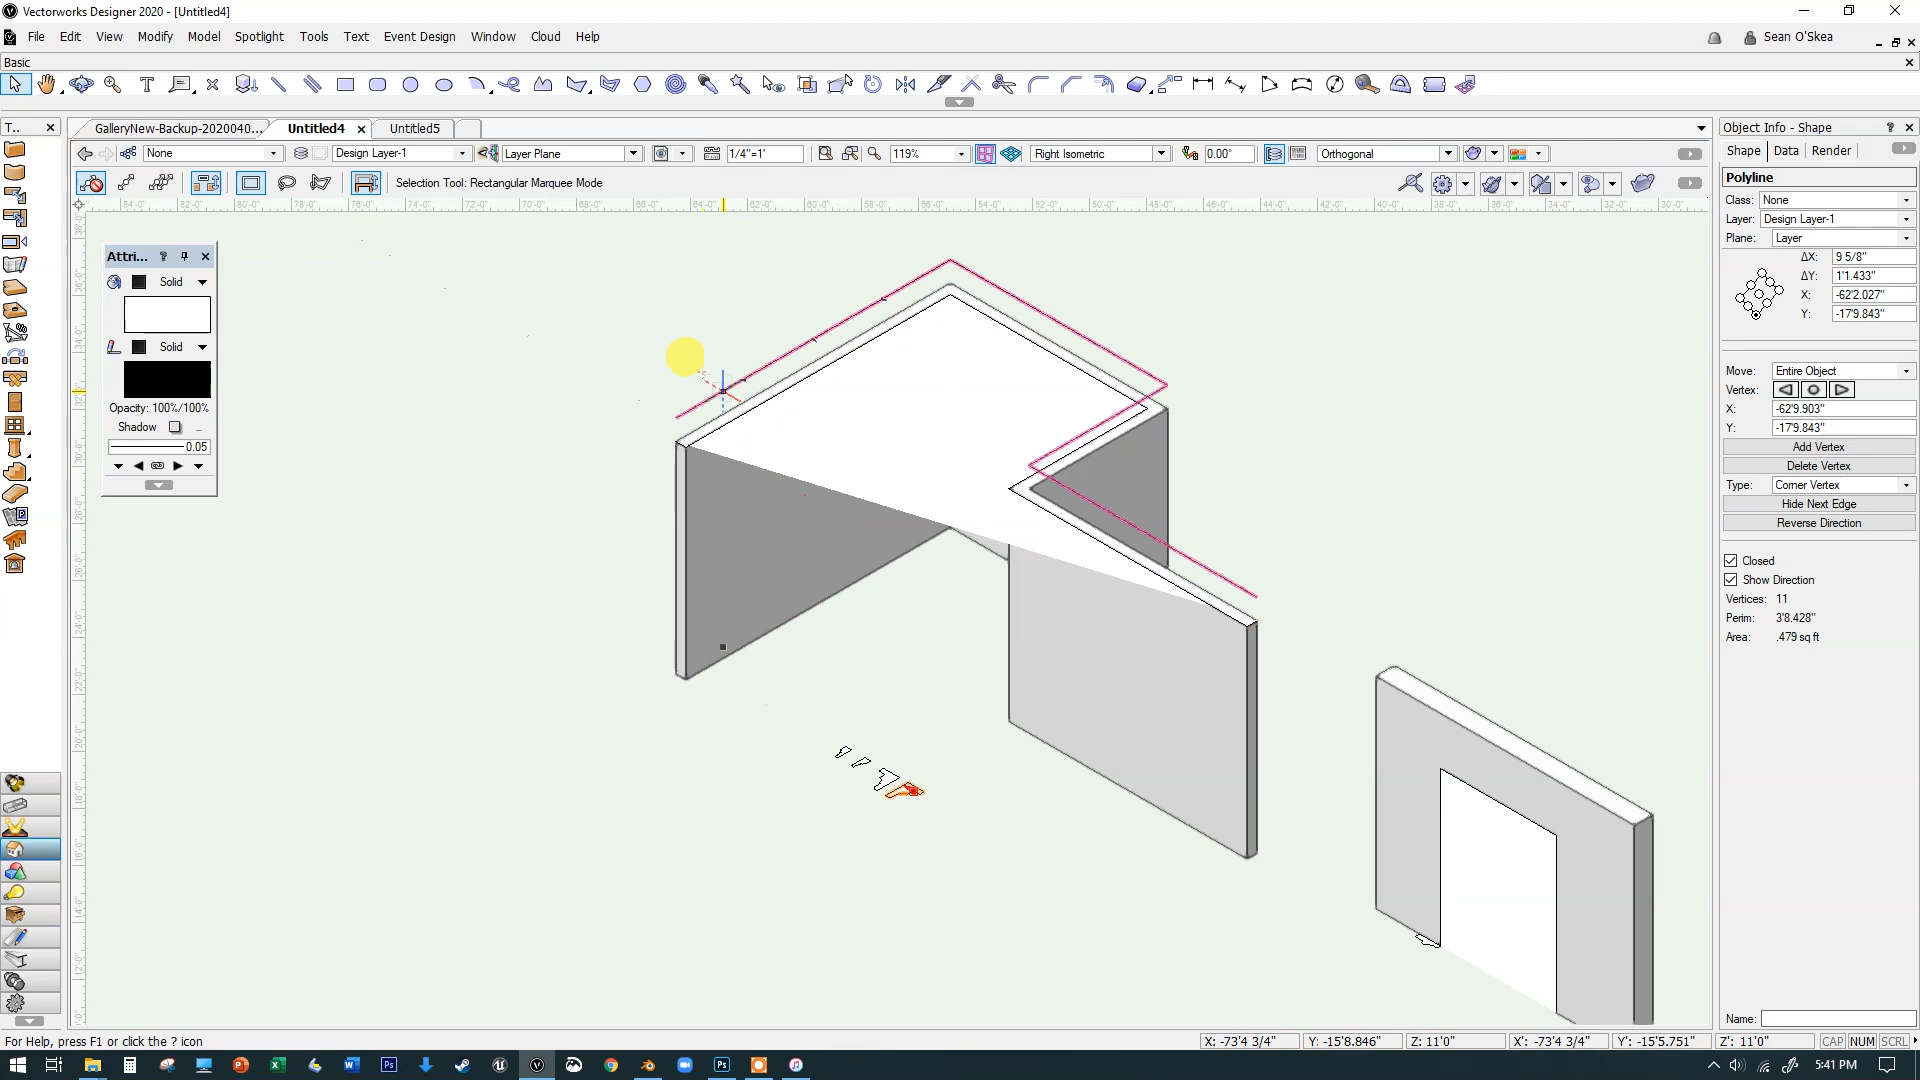 Vectorworks Designer 2020 - [Untitled4]
File Edit View Modify Model Spotlight Tools Text Event Design Window Cloud Help
Sean O'Skea
Basic
T..
GalleryNew-Backup-2020040...
Untitled4
Untitled5
Object Info - Shape
None
Design Layer-1
Layer Plane
1/4"=1'
119%
Right Isometric
0.00°
Orthogonal
Shape Data Render
Selection Tool: Rectangular Marquee Mode
Polyline
Class: None
Layer: Design Layer-1
Plane: Layer
ΔX: 9 5/8"
ΔY: 1'1.433"
X: -62'2.027"
Y: -17'9.843"
Attri...
Solid
Solid
Opacity: 100%/100%
Shadow
...
0.05
Move: Entire Object
Vertex:
X: -62'9.903"
Y: -17'9.843"
Add Vertex
Delete Vertex
Type: Corner Vertex
Hide Next Edge
Reverse Direction
Closed
Show Direction
Vertices: 11
Perim: 3'8.428"
Area: .479 sq ft
Name:
For Help, press F1 or click the ? icon
X: -73'4 3/4" Y: -15'8.846" Z: 11'0" X': -73'4 3/4" Y': -15'5.751" Z': 11'0" CAP NUM SCRL
5:41 PM